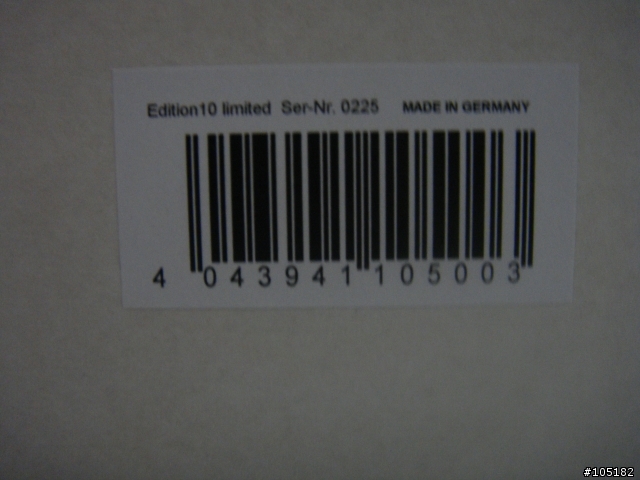 Edition10 limited Ser-Nr. 0225 MADE IN GERMANY
4 043941 105003
#105182